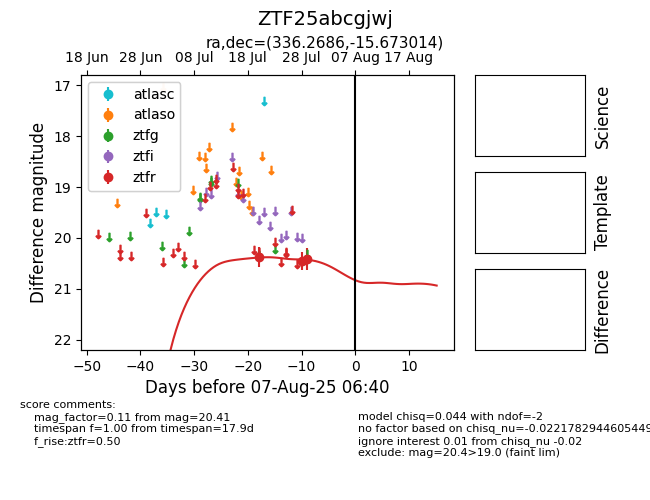 ZTF25abcgjwj
ra,dec=(336.2686,-15.673014)
18 Jun 28 Jun 08 Jul 18 Jul 28 Jul 07 Aug 17 Aug
17
18
19
20
21
22
Difference magnitude
atlasc
atlaso
ztfg
ztfi
ztfr
−50 −40 −30 −20 −10 0 10
Days before 07-Aug-25 06:40
Science
Template
Difference
score comments:
mag_factor=0.11 from mag=20.41
timespan f=1.00 from timespan=17.9d
f_rise:ztfr=0.50
model chisq=0.044 with ndof=-2
no factor based on chisq_nu=-0.0221782944605449
ignore interest 0.01 from chisq_nu -0.02
exclude: mag=20.4>19.0 (faint lim)